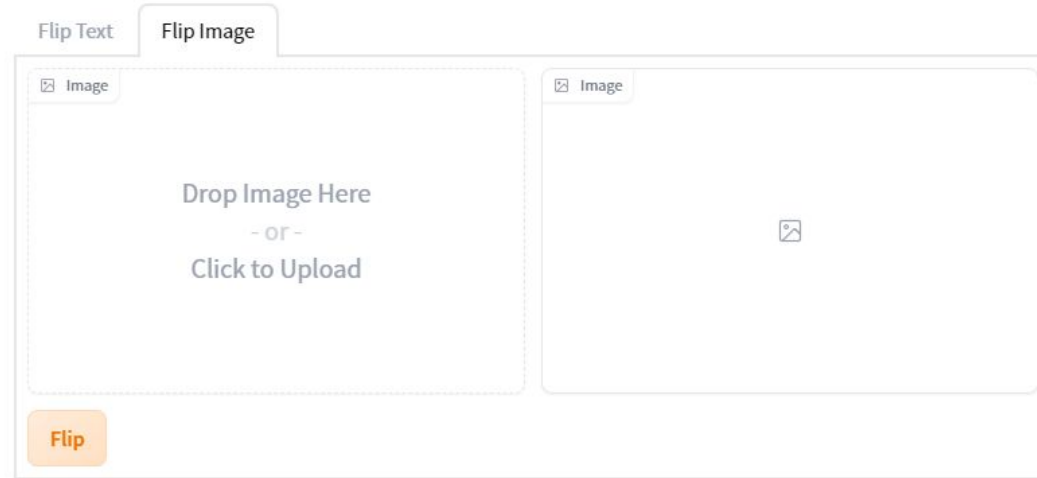 Flip Text
Flip Image
Image
Image
Drop Image Here
- or -
Click to Upload
Flip